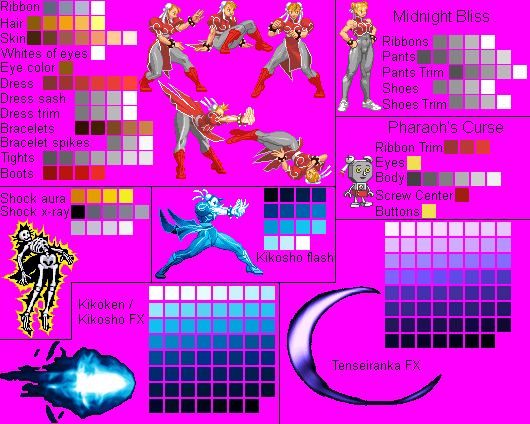 Ribbon
Hair
Skin
Whites of eyes
Eye color
Dress
Dress sash
Dress trim
Bracelets
Bracelet spikes
Tights
Boots
Midnight Bliss
Ribbons
Pants
Pants Trim
Shoes
Shoes Trim
Pharaoh's Curse
Ribbon Trim
Eyes
Body
Screw Center
Buttons
Shock aura
Shock x-ray
Kikosho flash
Kikoken /
Kikosho FX
Tenseiranka FX